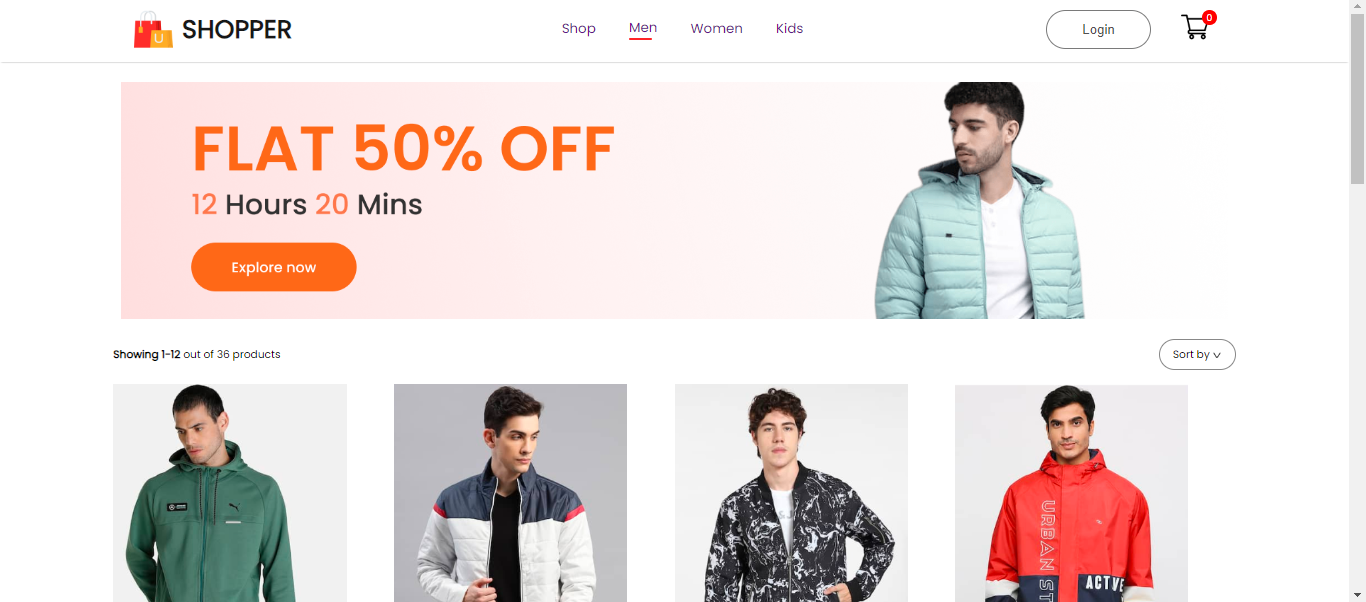 SHOPPER
Shop
Men
Women
Kids
Login
0
FLAT 50% OFF
12 Hours 20 Mins
Explore now
Showing 1-12 out of 36 products
Sort by
URBAN ST
ACTVE